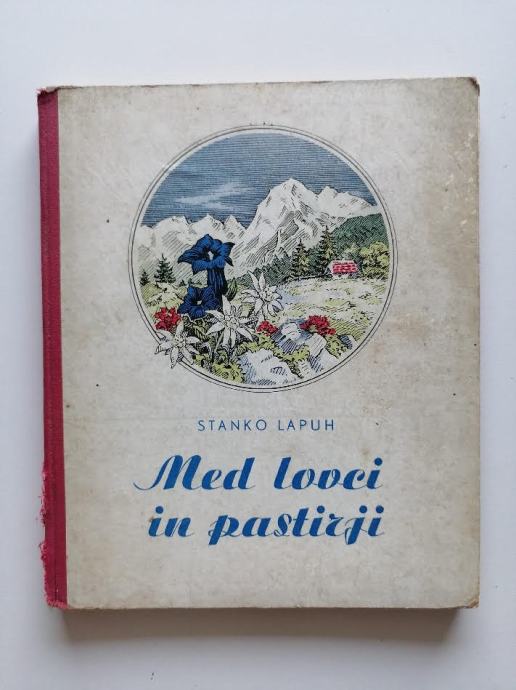 STANKO LAPUH
Med lovci
in pastirji